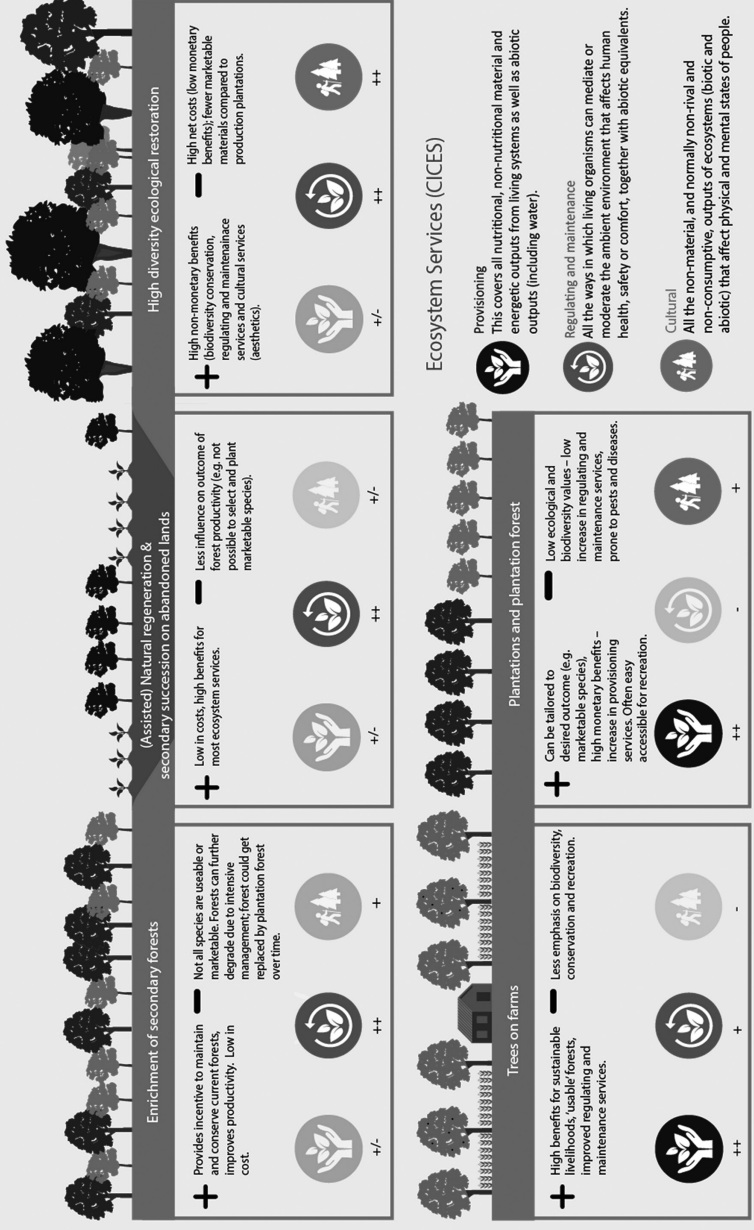 Enrichment of secondary forests
+
Provides incentive to maintain
and conserve current forests,
improves productivity.  Low in
cost.
−
Not all species are useable or
marketable. Forests can further
degrade due to intensive
management; forest could get
replaced by plantation forest
over time.
+/-
++
+
(Assisted) Natural regeneration &
secondary succession on abandoned lands
+
Low in costs, high benefits for
most ecosystem services.
−
Less influence on outcome of
forest productivity (e.g. not
possible to select and plant
marketable species).
+/-
++
+/-
High diversity ecological restoration
+
High non-monetary benefits
(biodiversity conservation,
regulating and maintenainace
services and cultural services
(aesthetics).
−
High net costs (low monetary
benefits); fewer marketable
materials compared to
production plantations.
+/-
++
++
Trees on farms
+
High benefits for sustainable
livelihoods, ‘usable’ forests,
improved regulating and
maintenance services.
−
Less emphasis on biodiversity,
conservation and recreation.
++
+
-
Plantations and plantation forest
+
Can be tailored to
desired outcome (e.g.
marketable species),
high monetary benefits –
increase in provisioning
services. Often easy
accessible for recreation.
−
Low ecological and
biodiversity values – low
increase in regulating and
maintenance services,
prone to pests and diseases.
++
-
+
Ecosystem Services (CICES)
Provisioning
This covers all nutritional, non-nutritional material and
energetic outputs from living systems as well as abiotic
outputs (including water).
Regulating and maintenance
All the ways in which living organisms can mediate or
moderate the ambient environment that affects human
health, safety or comfort, together with abiotic equivalents.
Cultural
All the non-material, and normally non-rival and
non-consumptive, outputs of ecosystems (biotic and
abiotic) that affect physical and mental states of people.